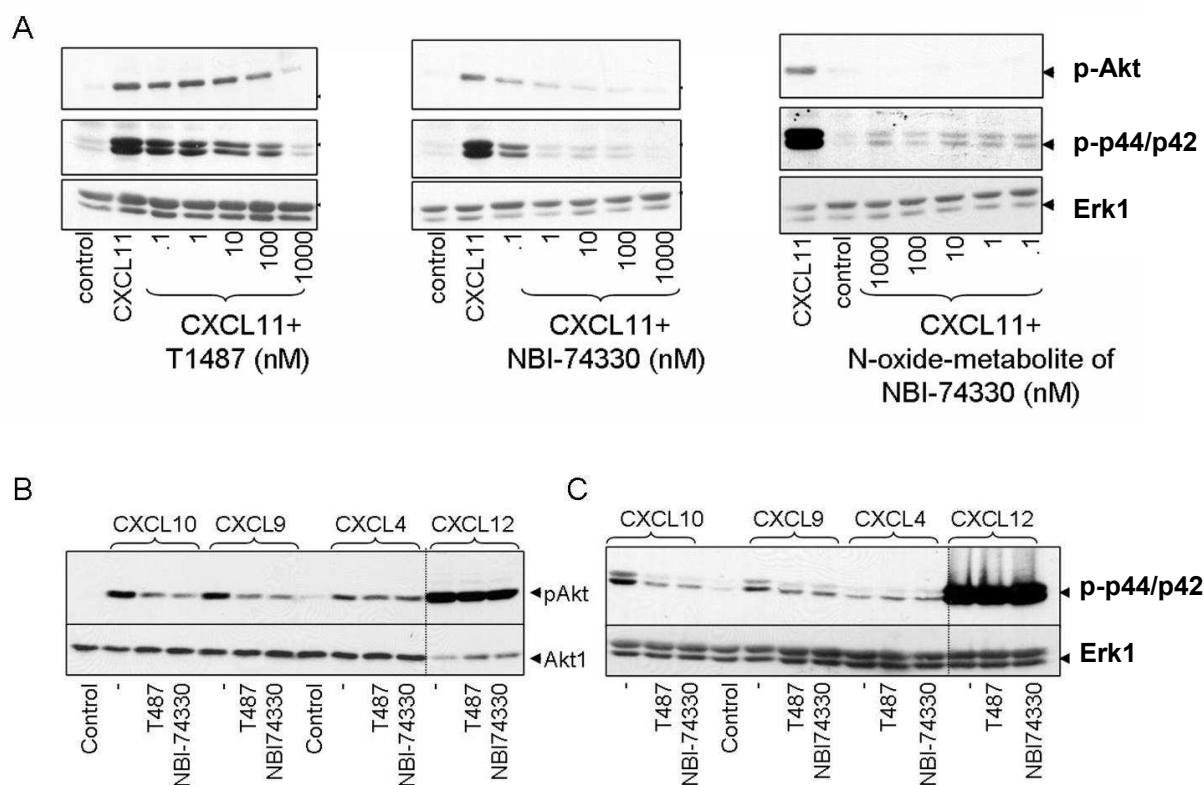 A
p-Akt
p-p44/p42
Erk1
control CXCL11 .1 1 10 100 1000
CXCL11+
T1487 (nM)
control CXCL11 .1 1 10 100 1000
CXCL11+
NBI-74330 (nM)
CXCL11 control 1000 100 10 1 .1
CXCL11+
N-oxide-metabolite of
NBI-74330 (nM)
B
CXCL10 CXCL9 CXCL4 CXCL12
pAkt
Akt1
Control - T487 NBI-74330 - T487 NBI74330 Control - T487 NBI-74330 - T487 NBI74330
C
CXCL10 CXCL9 CXCL4 CXCL12
p-p44/p42
Erk1
- T487 NBI-74330 Control - T487 NBI74330 - T487 NBI-74330 - T487 NBI74330